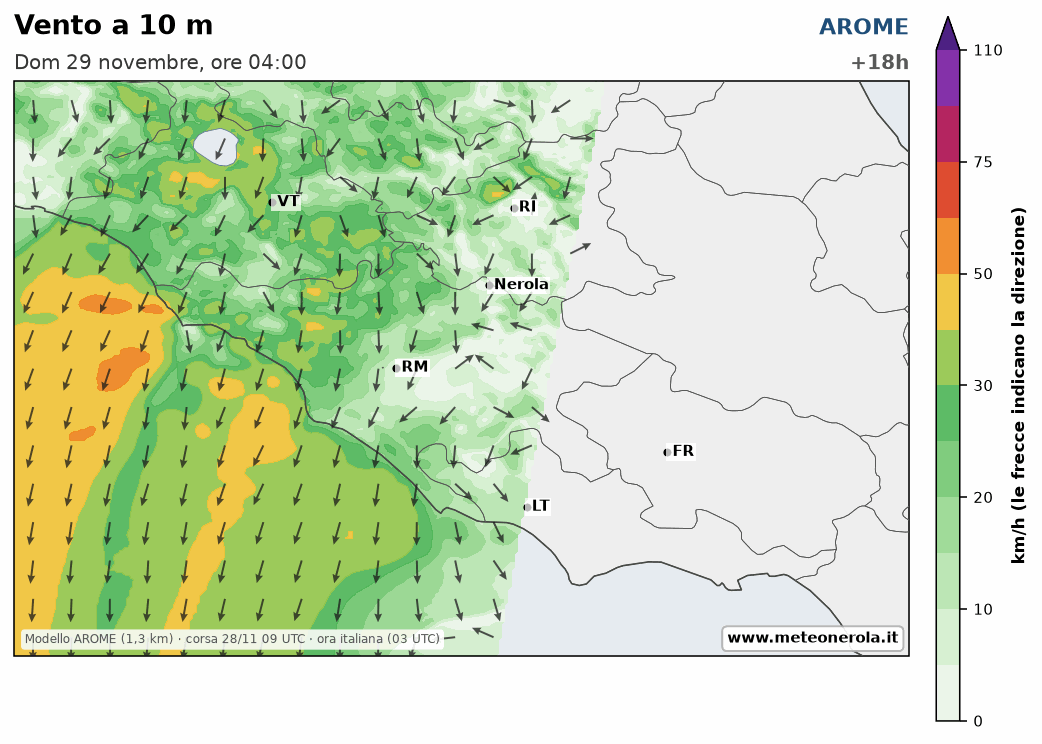 Vento a 10 m
AROME
Dom 29 novembre, ore 04:00
+18h
VT
RI
Nerola
RM
FR
LT
Modello AROME (1,3 km) · corsa 28/11 09 UTC · ora italiana (03 UTC)
www.meteonerola.it
110
75
50
30
20
10
0
km/h (le frecce indicano la direzione)